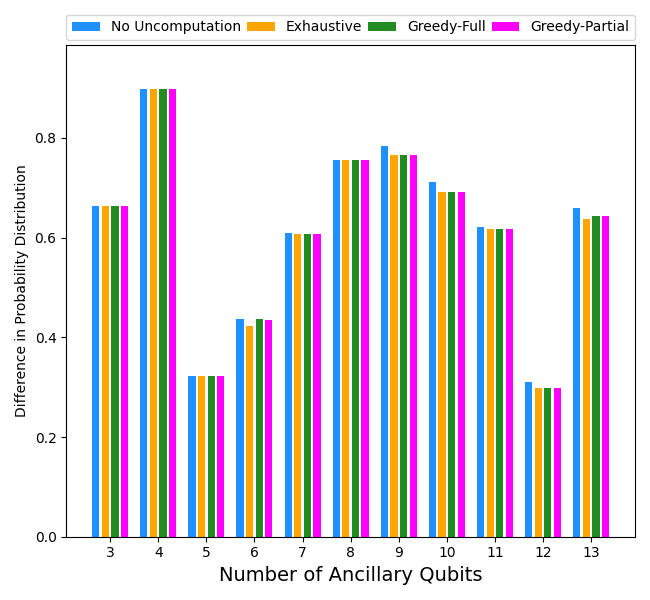 No Uncomputation Exhaustive Greedy-Full Greedy-Partial
Difference in Probability Distribution
0.8
0.6
0.4
0.2
0.0
3 4 5 6 7 8 9 10 11 12 13
Number of Ancillary Qubits